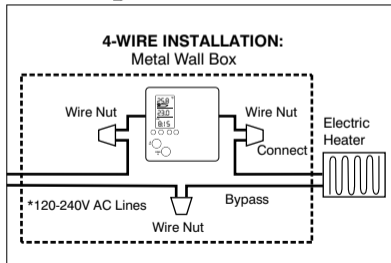 4-WIRE INSTALLATION:
Metal Wall Box
Wire Nut
Wire Nut
Electric
Heater
Connect
*120-240V AC Lines
Bypass
Wire Nut